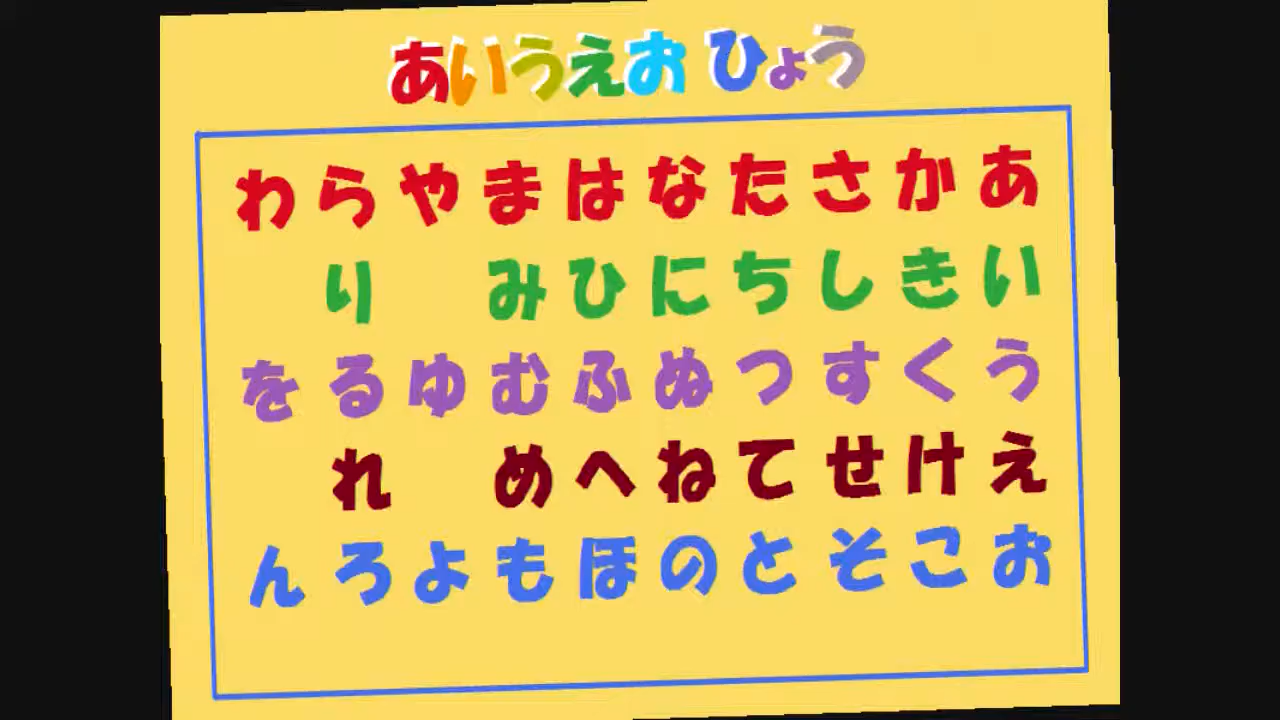 あいうえお ひょう
わらやまはなたさかあ
り みひにちしきい
をるゆむふぬつすくう
れ めへねてせけえ
んろよもほのとそこお